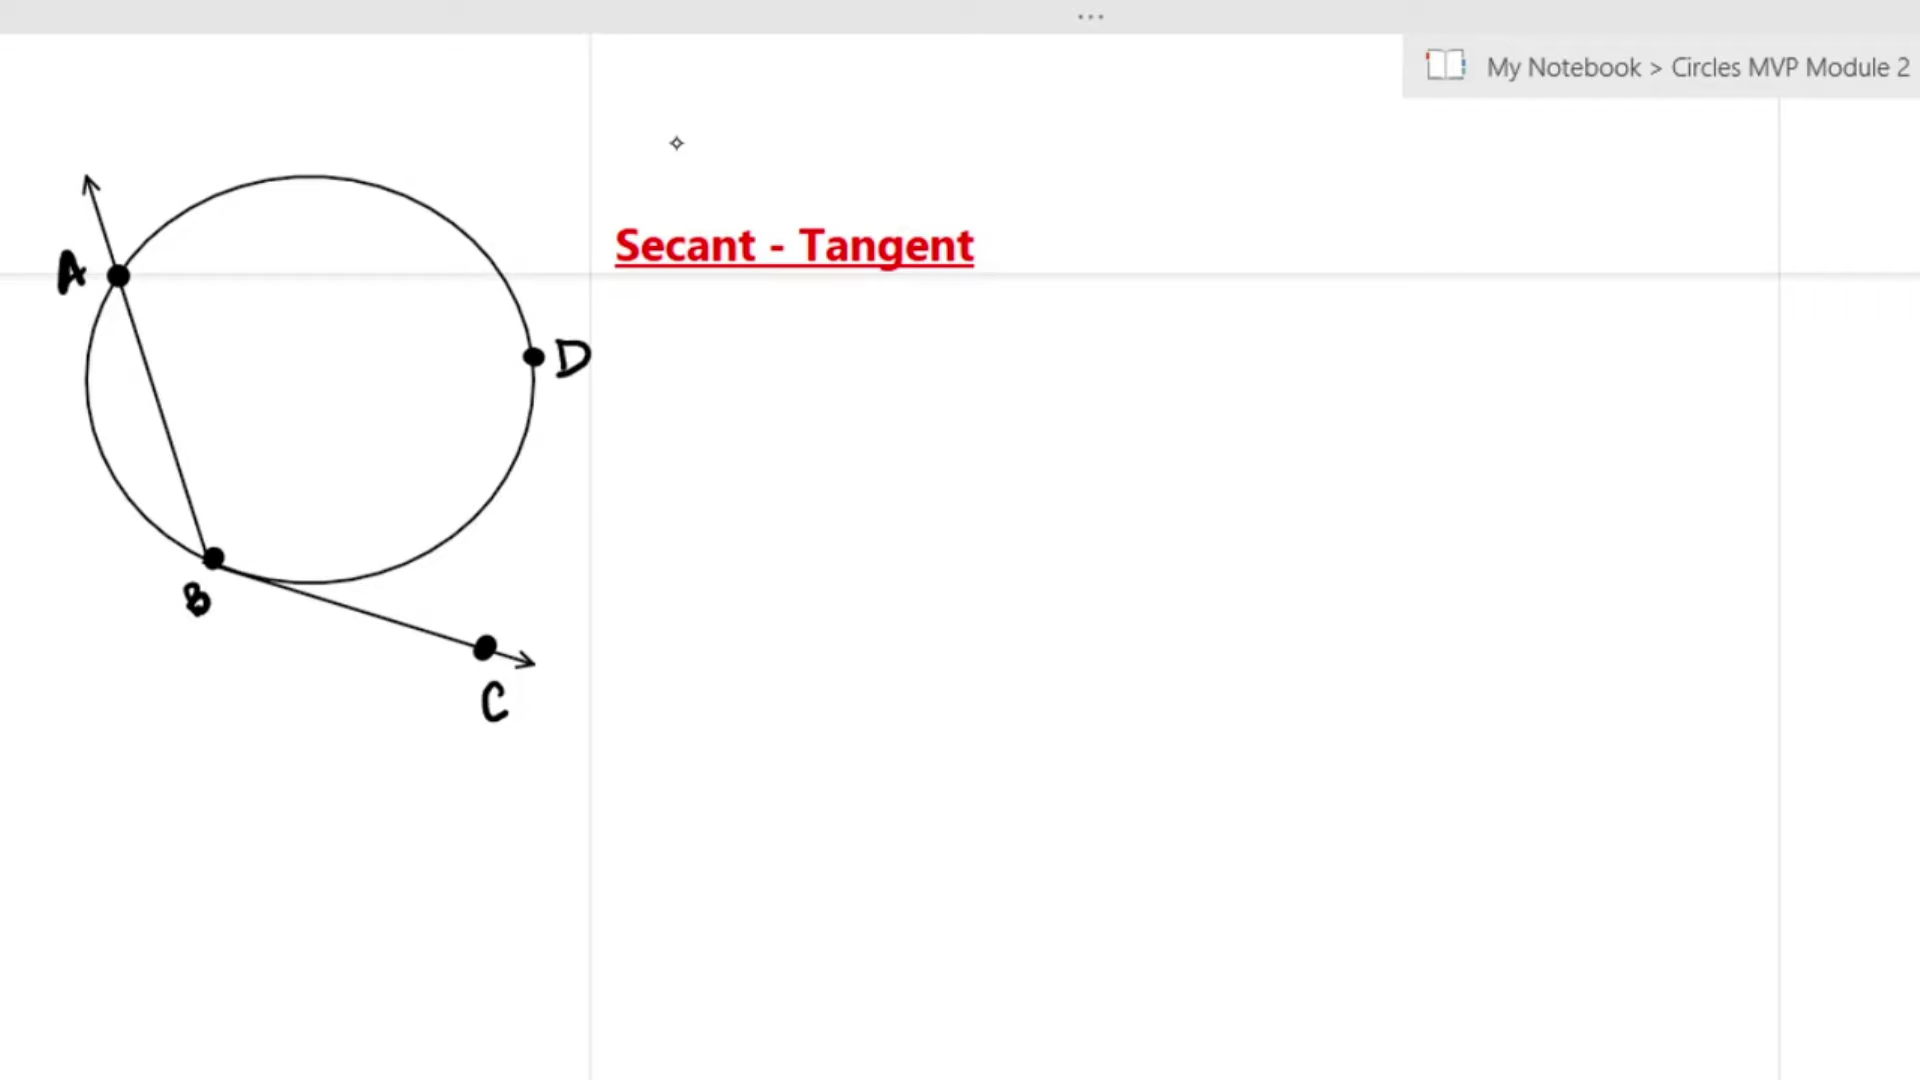 ...
My Notebook > Circles MVP Module 2
Secant - Tangent
A
D
B
C